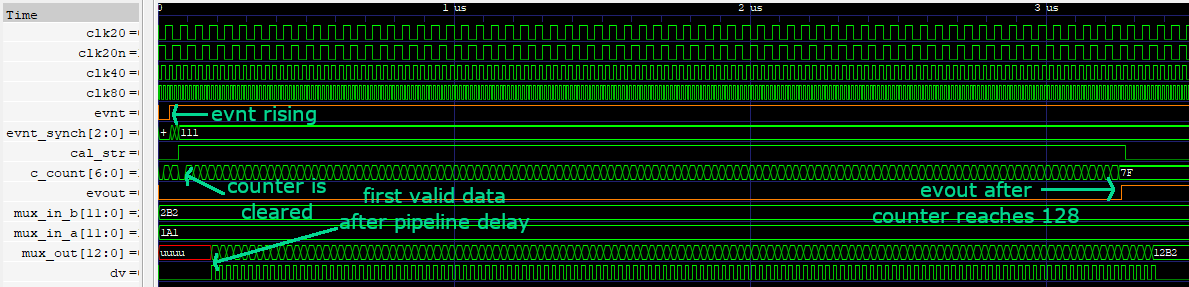 Time
0 1 us 2 us 3 us
clk20 =
clk20n =
clk40 =
clk80 =
evnt = evnt rising
evnt_synch[2:0] = + 111
cal_str =
c_count[6:0] = 7F
counter is
cleared
first valid data
after pipeline delay
evout after
counter reaches 128
evout =
mux_in_b[11:0] = 2B2
mux_in_a[11:0] = 1A1
mux_out[12:0] = uuuu 12B2
dv =